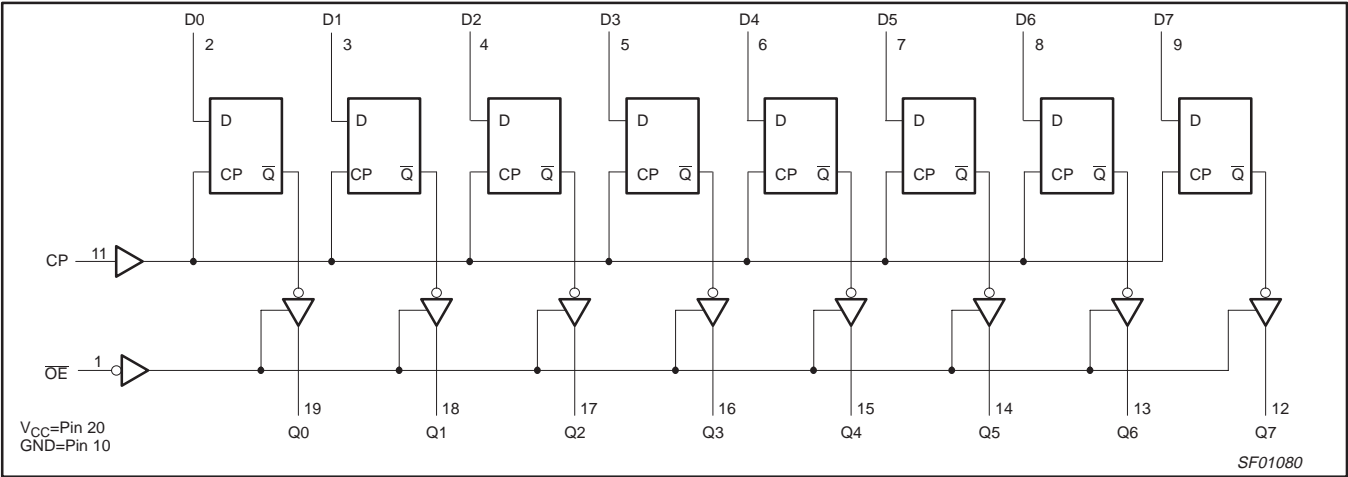 D0 D1 D2 D3 D4 D5 D6 D7
2 3 4 5 6 7 8 9
D D D D D D D D
CP Q̅ CP Q̅ CP Q̅ CP Q̅ CP Q̅ CP Q̅ CP Q̅ CP Q̅
CP 11
O̅E̅ 1
19 18 17 16 15 14 13 12
Q0 Q1 Q2 Q3 Q4 Q5 Q6 Q7
VCC=Pin 20
GND=Pin 10
SF01080